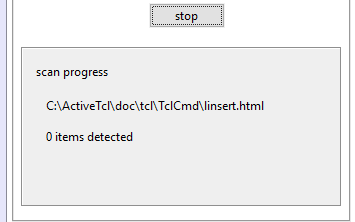 stop
scan progress
C:\ActiveTcl\doc\tcl\TclCmd\linsert.html
0 items detected